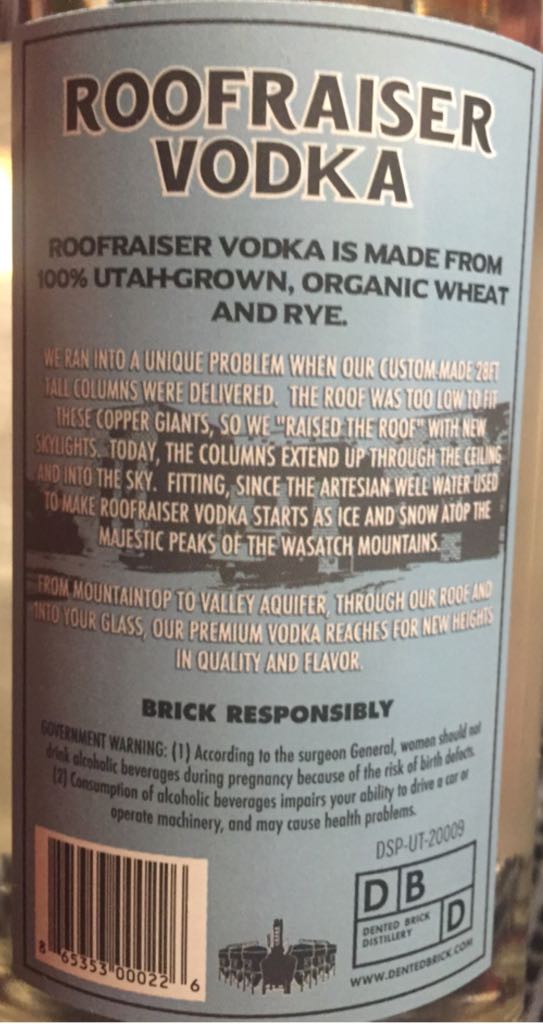 ROOFRAISER
VODKA
ROOFRAISER VODKA IS MADE FROM
100% UTAH-GROWN, ORGANIC WHEAT
AND RYE.
WE RAN INTO A UNIQUE PROBLEM WHEN OUR CUSTOM-MADE 28FT
TALL COLUMNS WERE DELIVERED. THE ROOF WAS TOO LOW TO FIT
THESE COPPER GIANTS, SO WE "RAISED THE ROOF" WITH NEW
SKYLIGHTS. TODAY, THE COLUMNS EXTEND UP THROUGH THE CEILING
AND INTO THE SKY. FITTING, SINCE THE ARTESIAN WELL WATER USED
TO MAKE ROOFRAISER VODKA STARTS AS ICE AND SNOW ATOP THE
MAJESTIC PEAKS OF THE WASATCH MOUNTAINS.
FROM MOUNTAINTOP TO VALLEY AQUIFER, THROUGH OUR ROOF AND
INTO YOUR GLASS, OUR PREMIUM VODKA REACHES FOR NEW HEIGHTS
IN QUALITY AND FLAVOR.
BRICK RESPONSIBLY
GOVERNMENT WARNING: (1) According to the surgeon General, women should not
drink alcoholic beverages during pregnancy because of the risk of birth defects.
(2) Consumption of alcoholic beverages impairs your ability to drive a car or
operate machinery, and may cause health problems.
DSP-UT-20009
D B
DENTED BRICK
DISTILLERY D
WWW.DENTEDBRICK.COM
8 65353 00022 6